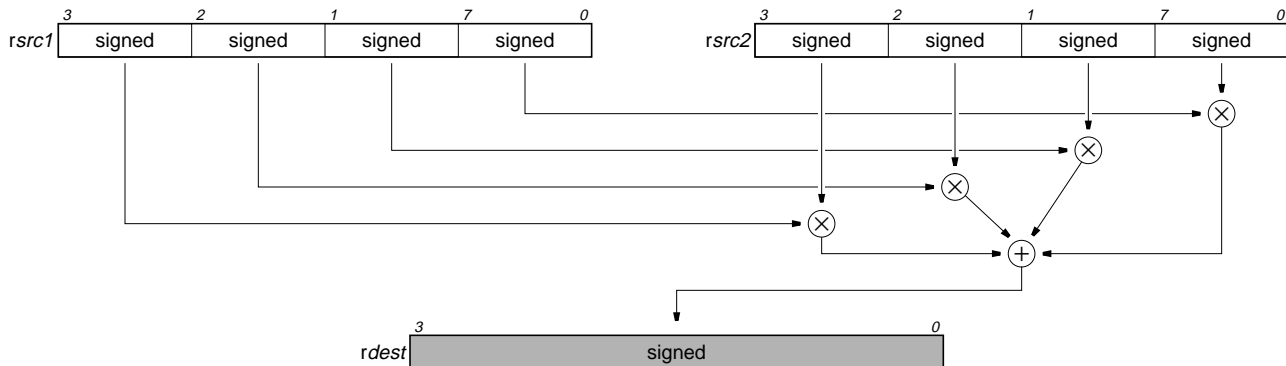 3 2 1 7 0 3 2 1 7 0
rsrc1 signed signed signed signed rsrc2 signed signed signed signed
3 0
rdest signed